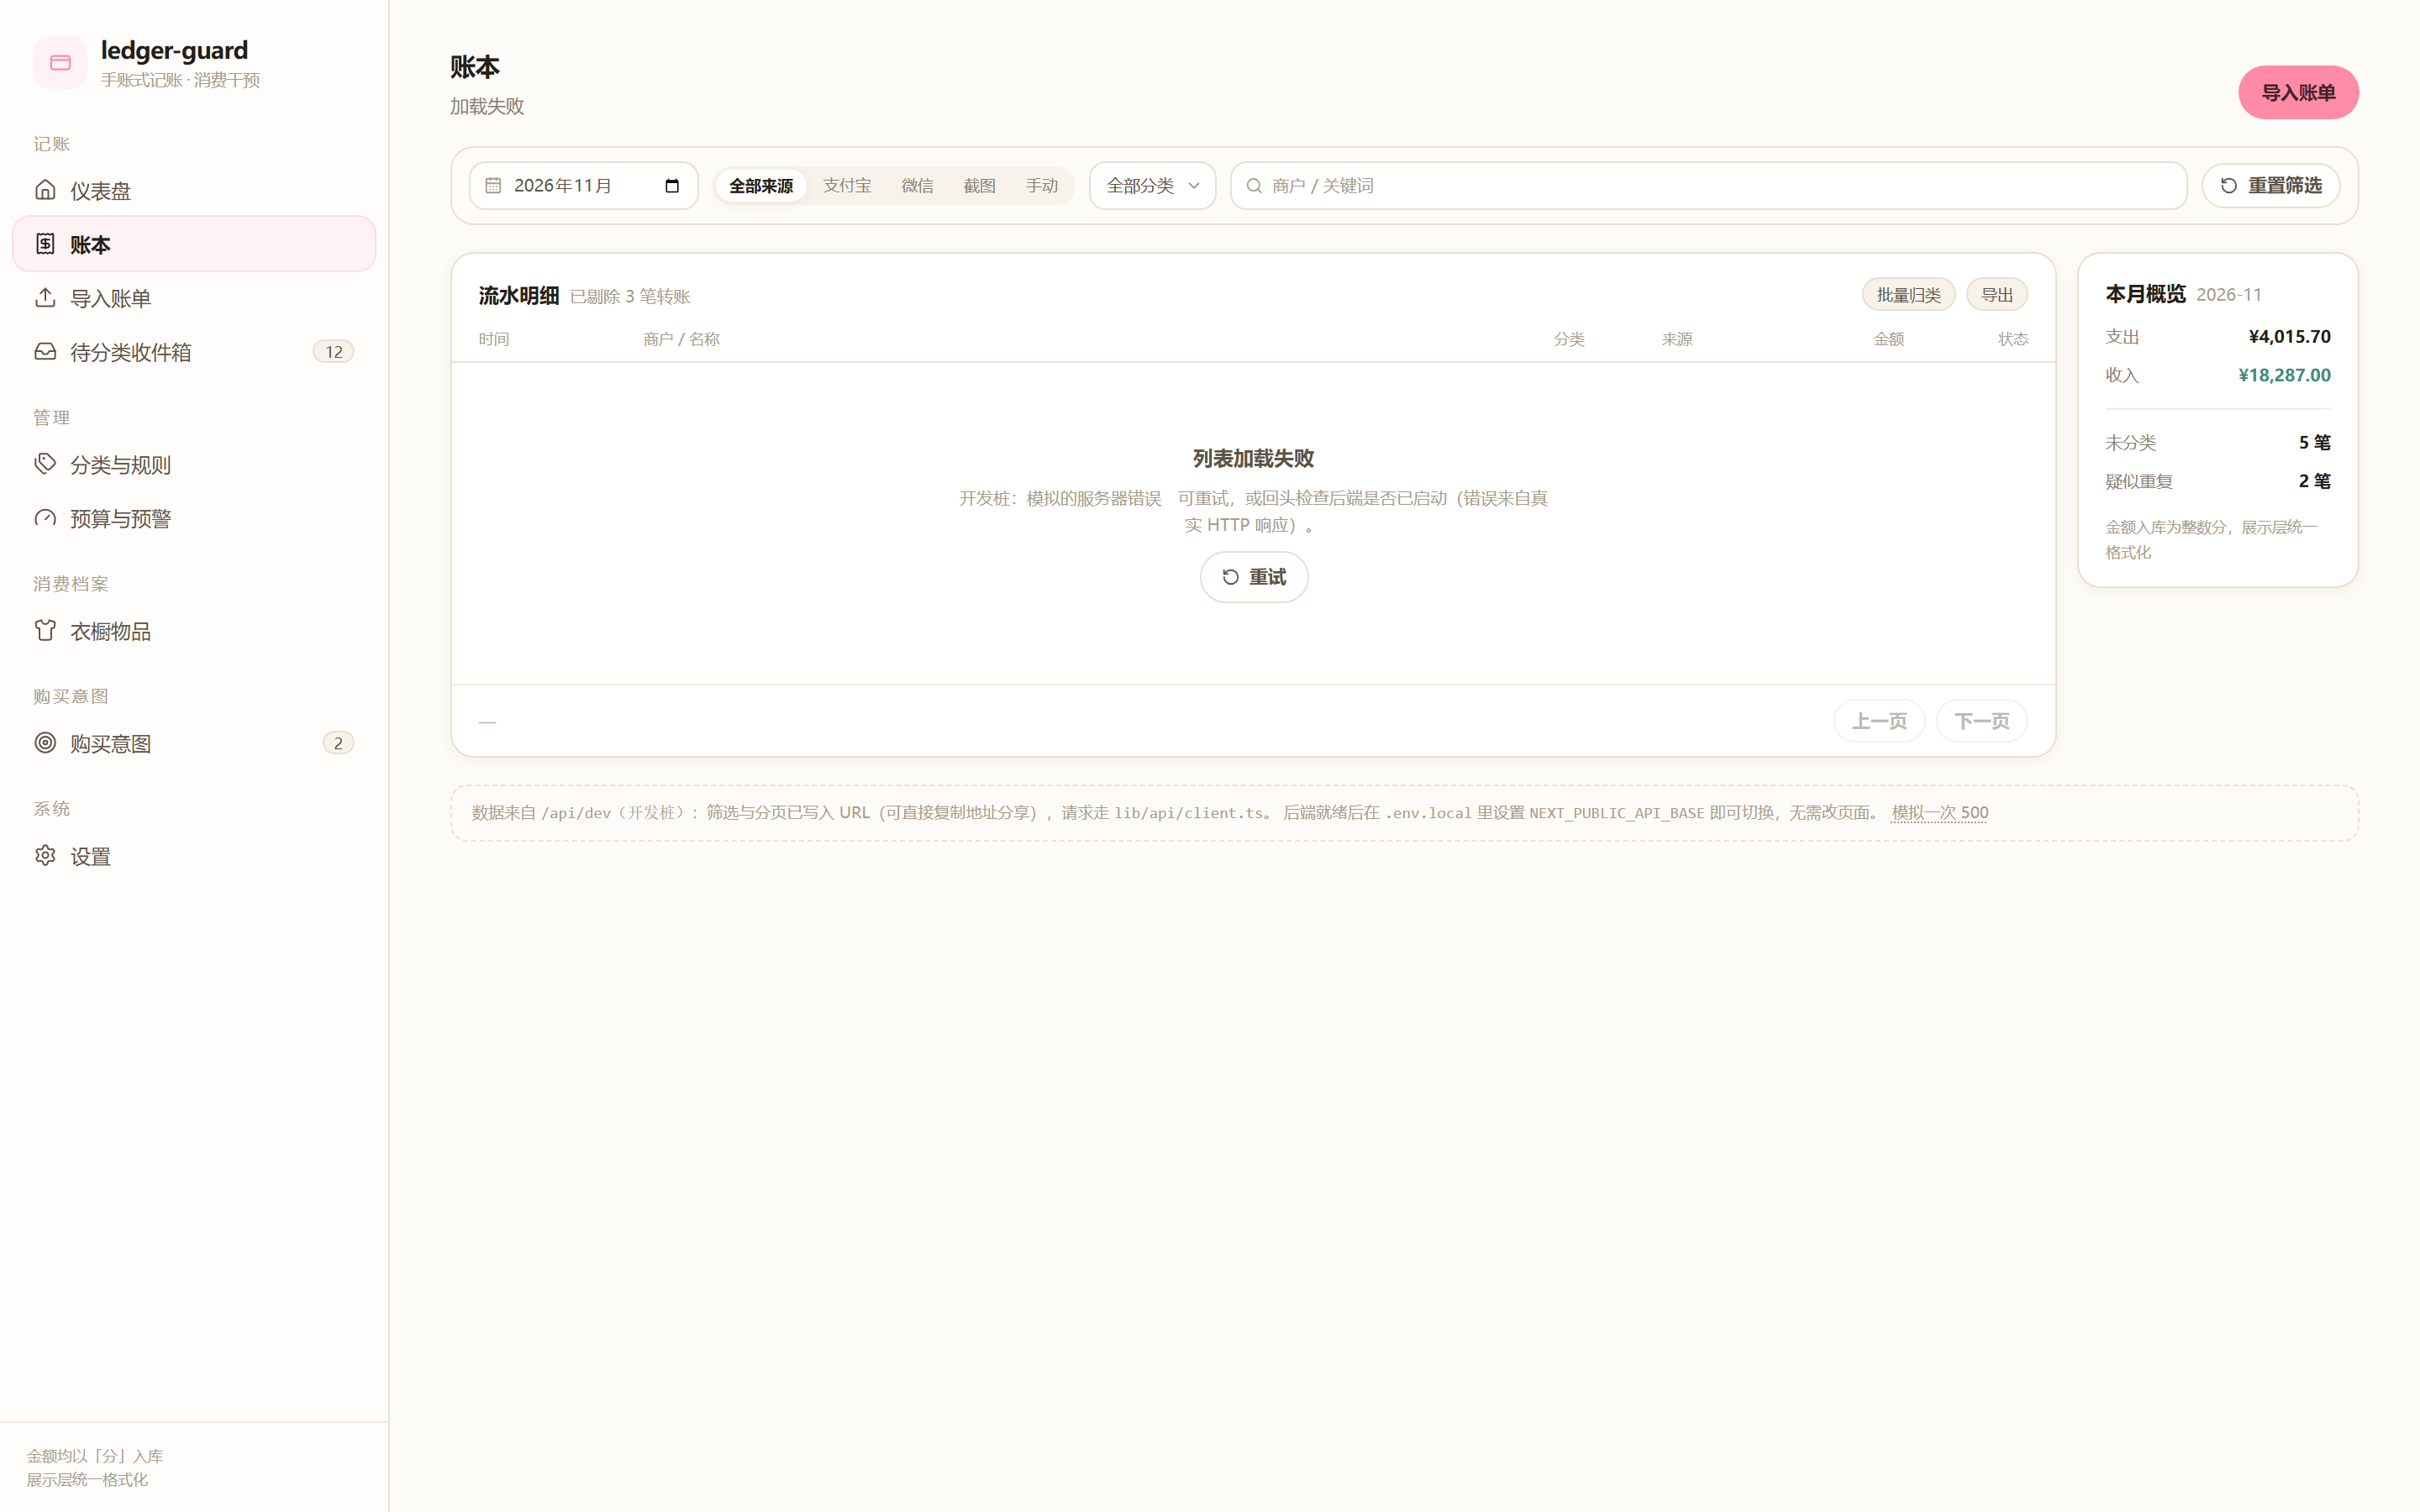 ledger-guard
手账式记账 · 消费干预
记账
仪表盘
账本
导入账单
待分类收件箱 12
管理
分类与规则
预算与预警
消费档案
衣橱物品
购买意图
购买意图 2
系统
设置
金额均以「分」入库
展示层统一格式化
账本
加载失败
导入账单
2026年11月 全部来源 支付宝 微信 截图 手动 全部分类 商户 / 关键词 重置筛选
流水明细 已剔除 3 笔转账 批量归类 导出
时间 商户 / 名称 分类 来源 金额 状态
列表加载失败
开发桩：模拟的服务器错误 可重试，或回头检查后端是否已启动（错误来自真
实 HTTP 响应）。
重试
— 上一页 下一页
本月概览 2026-11
支出 ¥4,015.70
收入 ¥18,287.00
未分类 5 笔
疑似重复 2 笔
金额入库为整数分，展示层统一
格式化
数据来自 /api/dev（开发桩）：筛选与分页已写入 URL（可直接复制地址分享），请求走 lib/api/client.ts。 后端就绪后在 .env.local 里设置 NEXT_PUBLIC_API_BASE 即可切换，无需改页面。 模拟一次 500